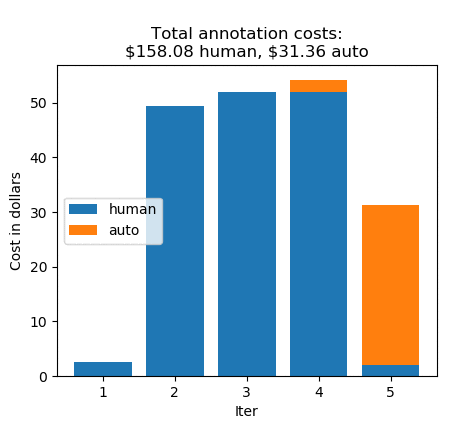 Total annotation costs:
$158.08 human, $31.36 auto
Cost in dollars
50
40
30
20
10
0
human
auto
1 2 3 4 5
Iter